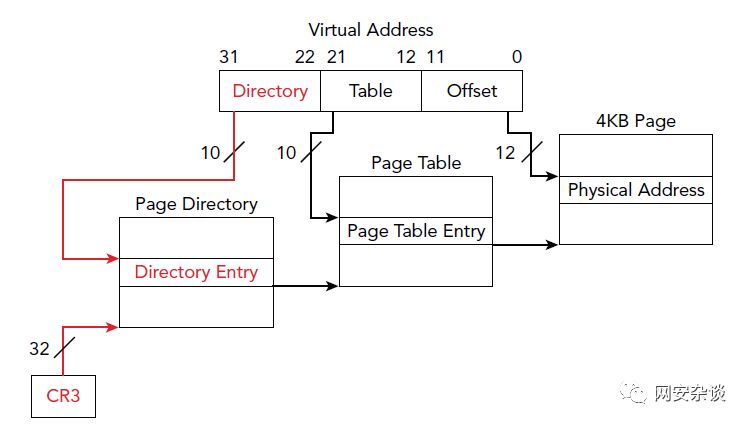 Virtual Address
31 22 21 12 11 0
Directory Table Offset
4KB Page
10 10 12
Page Table
Physical Address
Page Directory
Page Table Entry
Directory Entry
32
CR3
网安杂谈